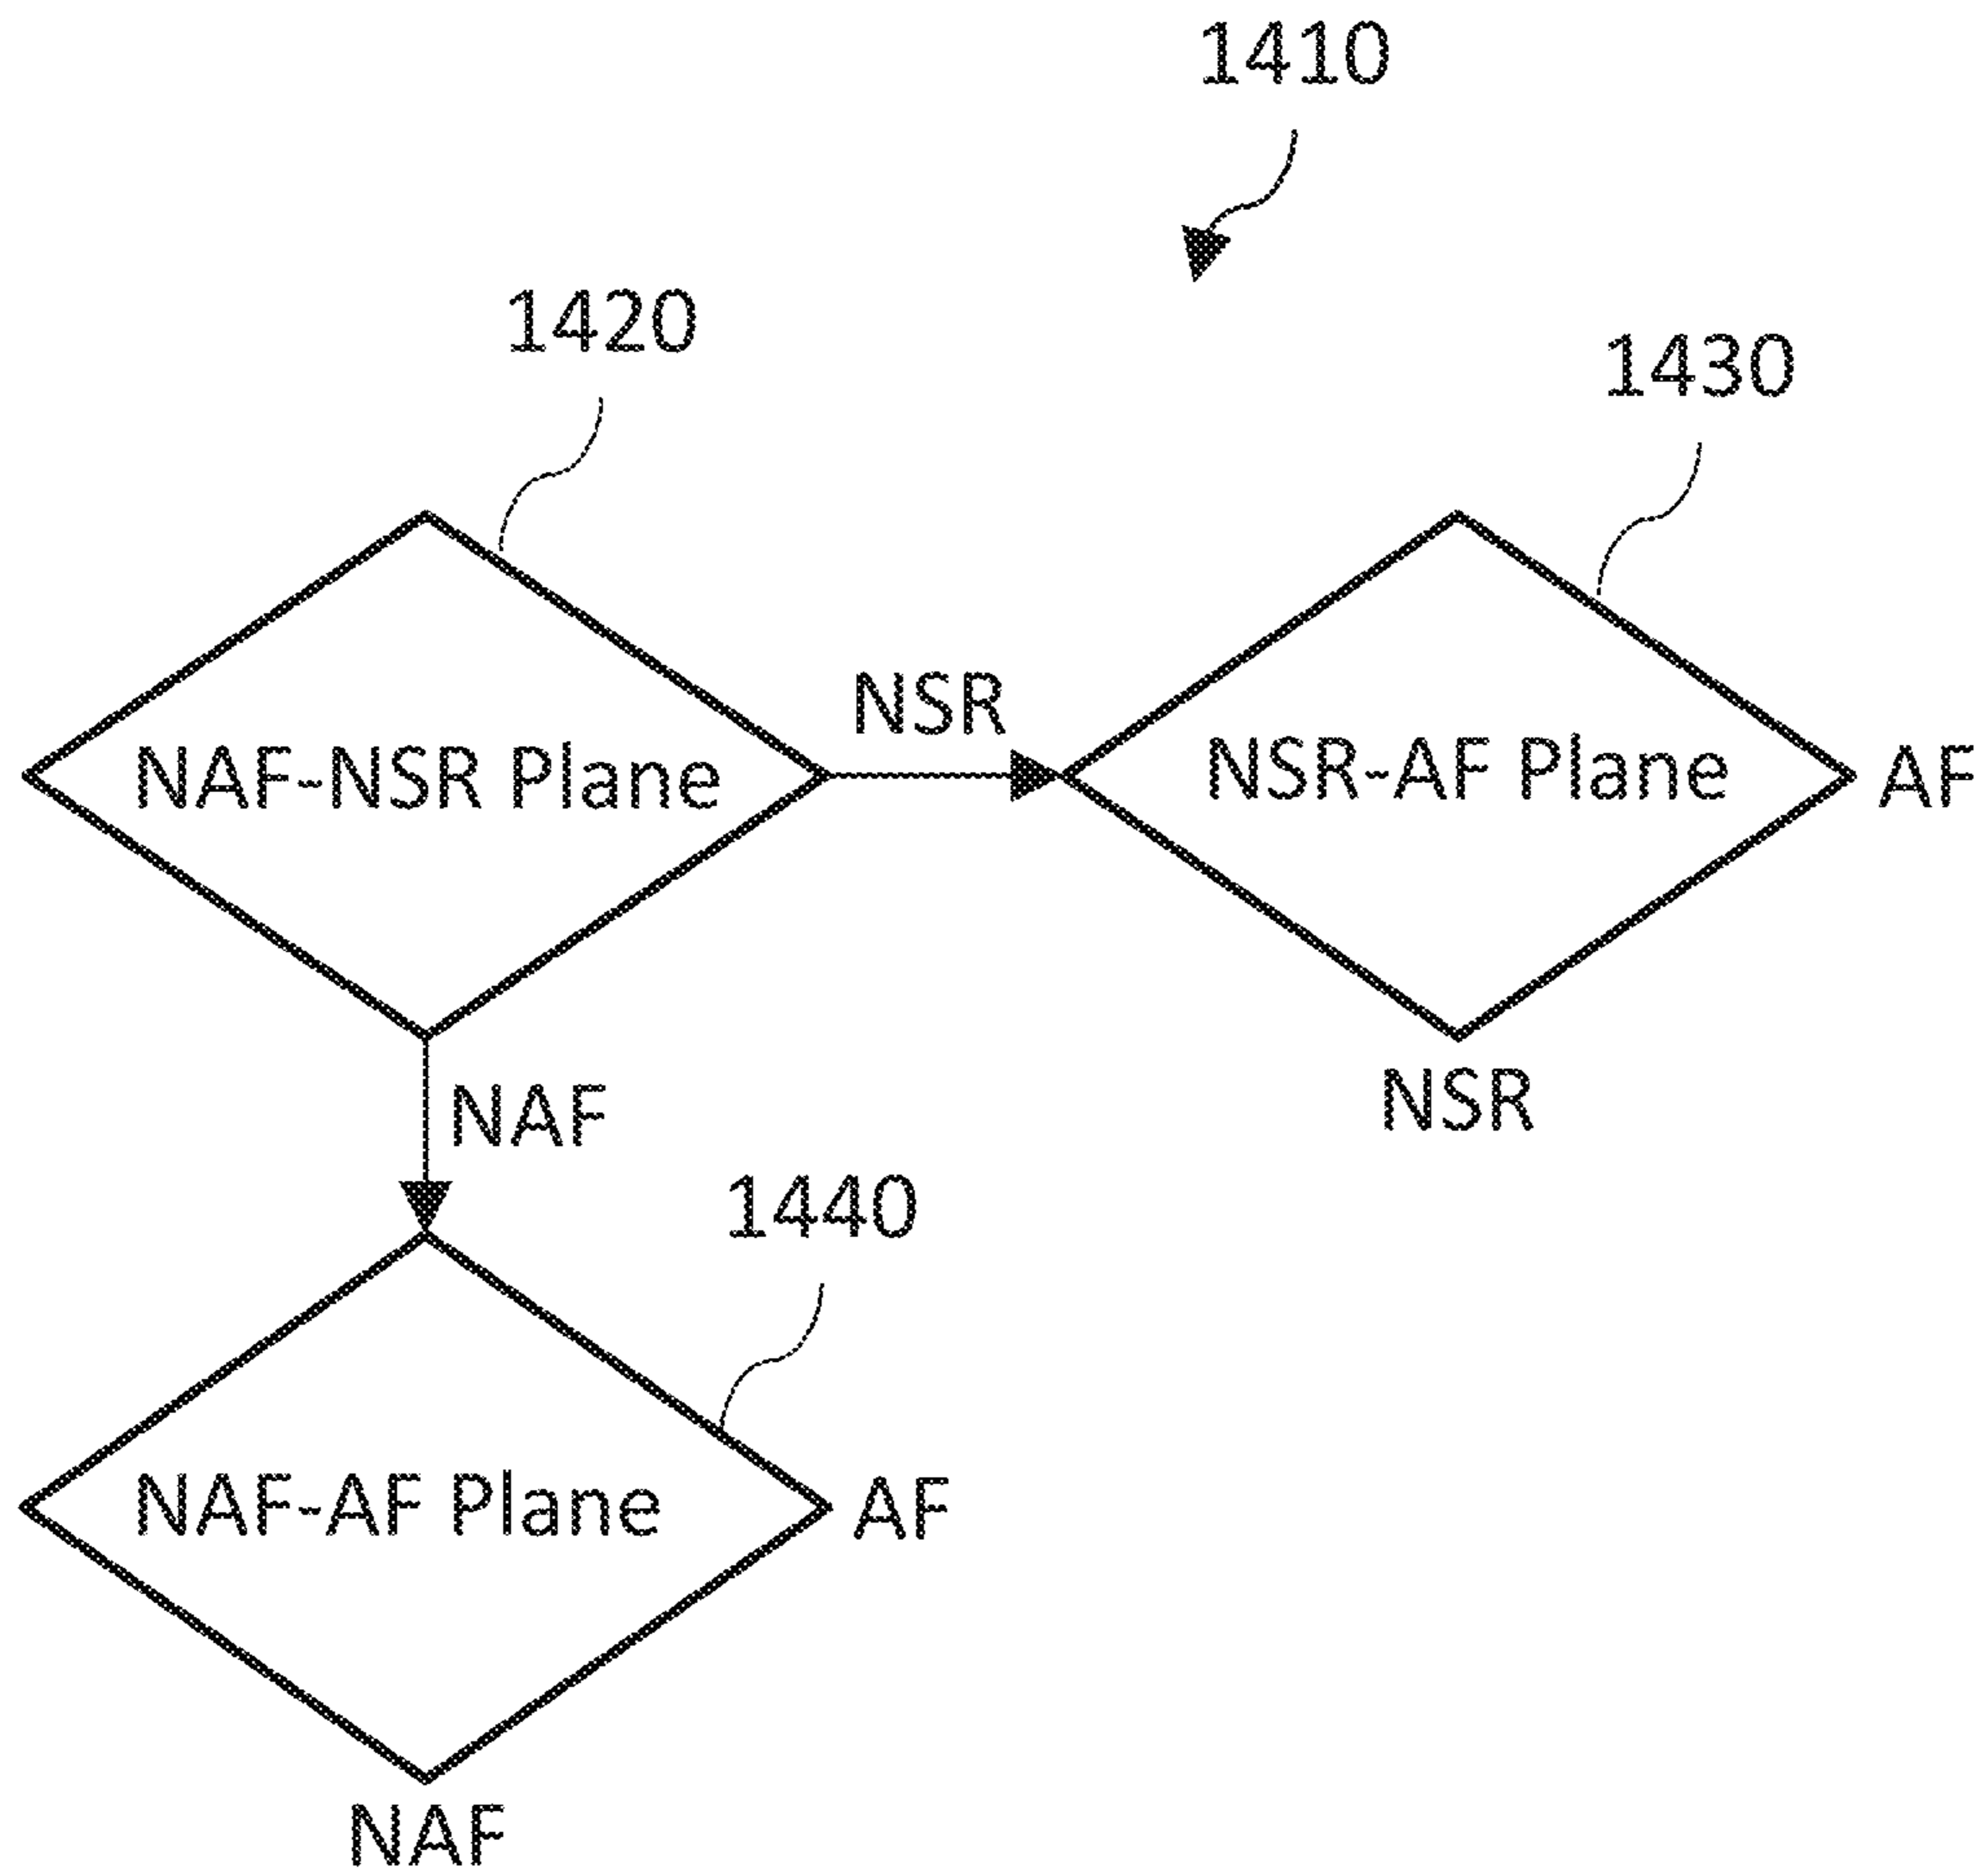 1410
1420
1430
NSR
NAF-NSR Plane
NSR-AF Plane
AF
NAF
NSR
1440
NAF-AF Plane
AF
NAF